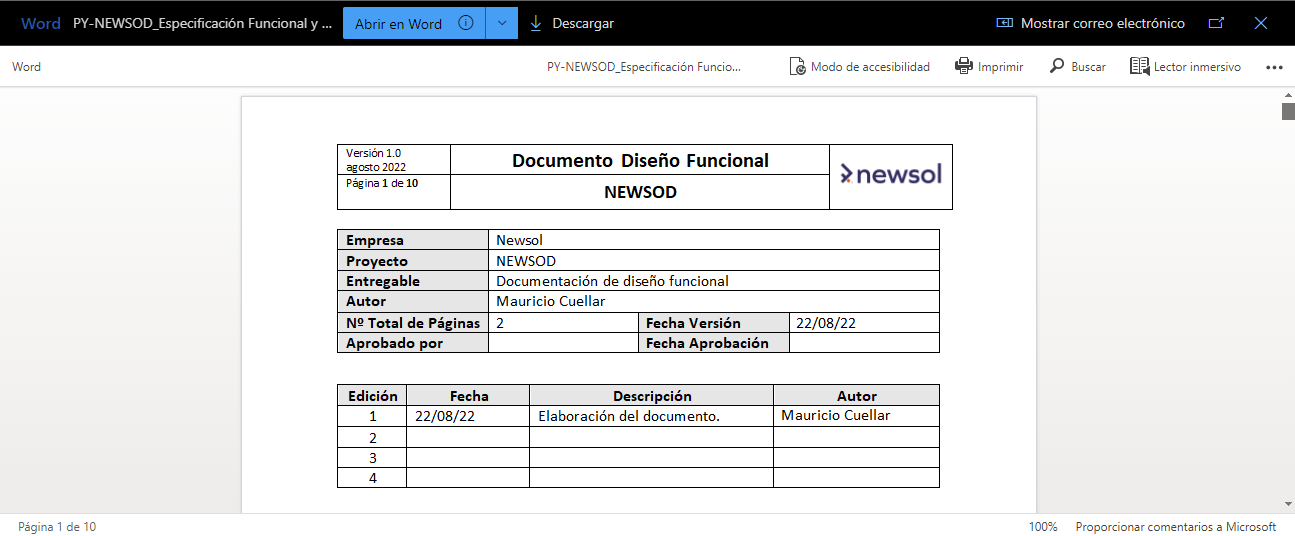 Word PY-NEWSOD_Especificación Funcional y ... Abrir en Word Descargar Mostrar correo electrónico
Word PY-NEWSOD_Especificación Funcio... Modo de accesibilidad Imprimir Buscar Lector inmersivo
Versión 1.0
agosto 2022
Página 1 de 10
Documento Diseño Funcional
NEWSOD
newsol
Empresa Newsol
Proyecto NEWSOD
Entregable Documentación de diseño funcional
Autor Mauricio Cuellar
Nº Total de Páginas 2 Fecha Versión 22/08/22
Aprobado por Fecha Aprobación
Edición Fecha Descripción Autor
1 22/08/22 Elaboración del documento. Mauricio Cuellar
2
3
4
Página 1 de 10 100% Proporcionar comentarios a Microsoft